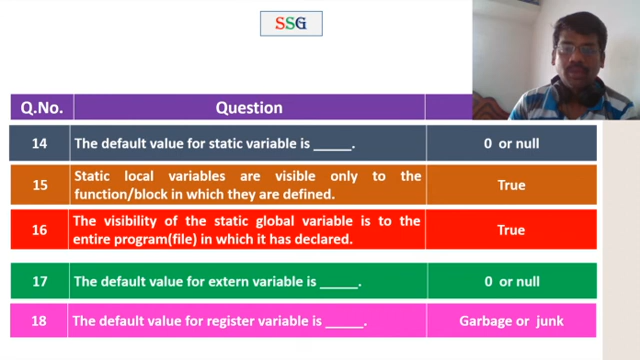 SSG
Q.No. Question
14 The default value for static variable is _____. 0 or null
15 Static local variables are visible only to the
function/block in which they are defined. True
16 The visibility of the static global variable is to the
entire program(file) in which it has declared. True
17 The default value for extern variable is _____. 0 or null
18 The default value for register variable is _____. Garbage or junk